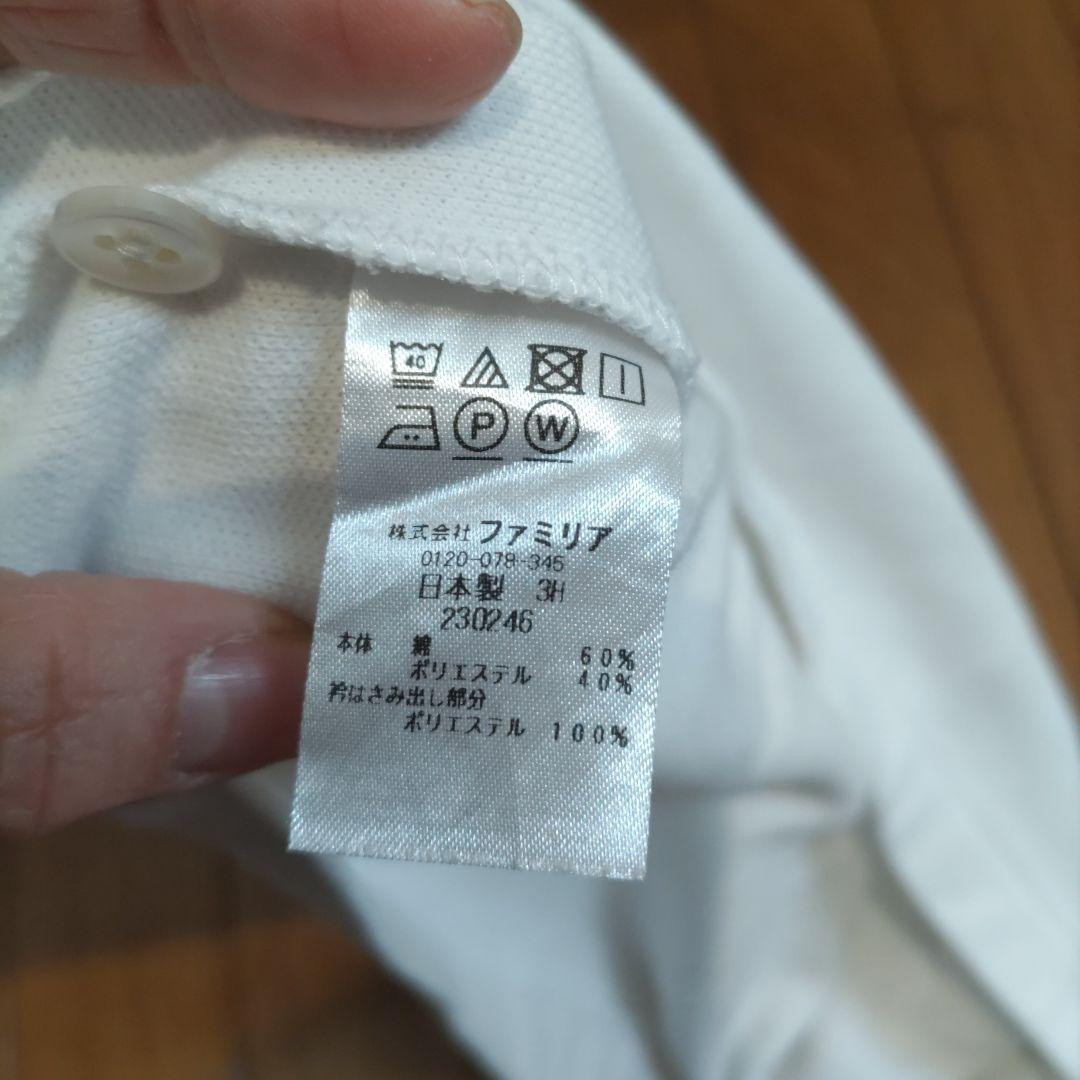 40
P W
株式会社 ファミリア
0120-078-345
日本製 3H
230246
本体 綿 60%
ポリエステル 40%
衿はさみ出し部分
ポリエステル 100%